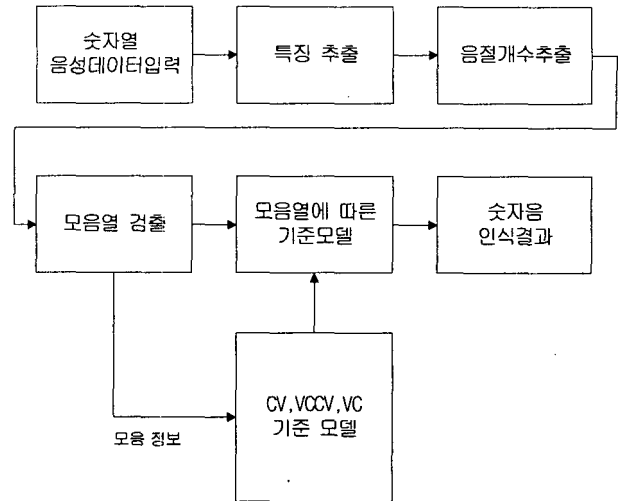 숫자열
음성데이터입력
특징 추출
음절개수추출
모음열 검출
모음열에 따른
기준모델
숫자음
인식결과
CV,VCCV,VC
기준 모델
모음 정보